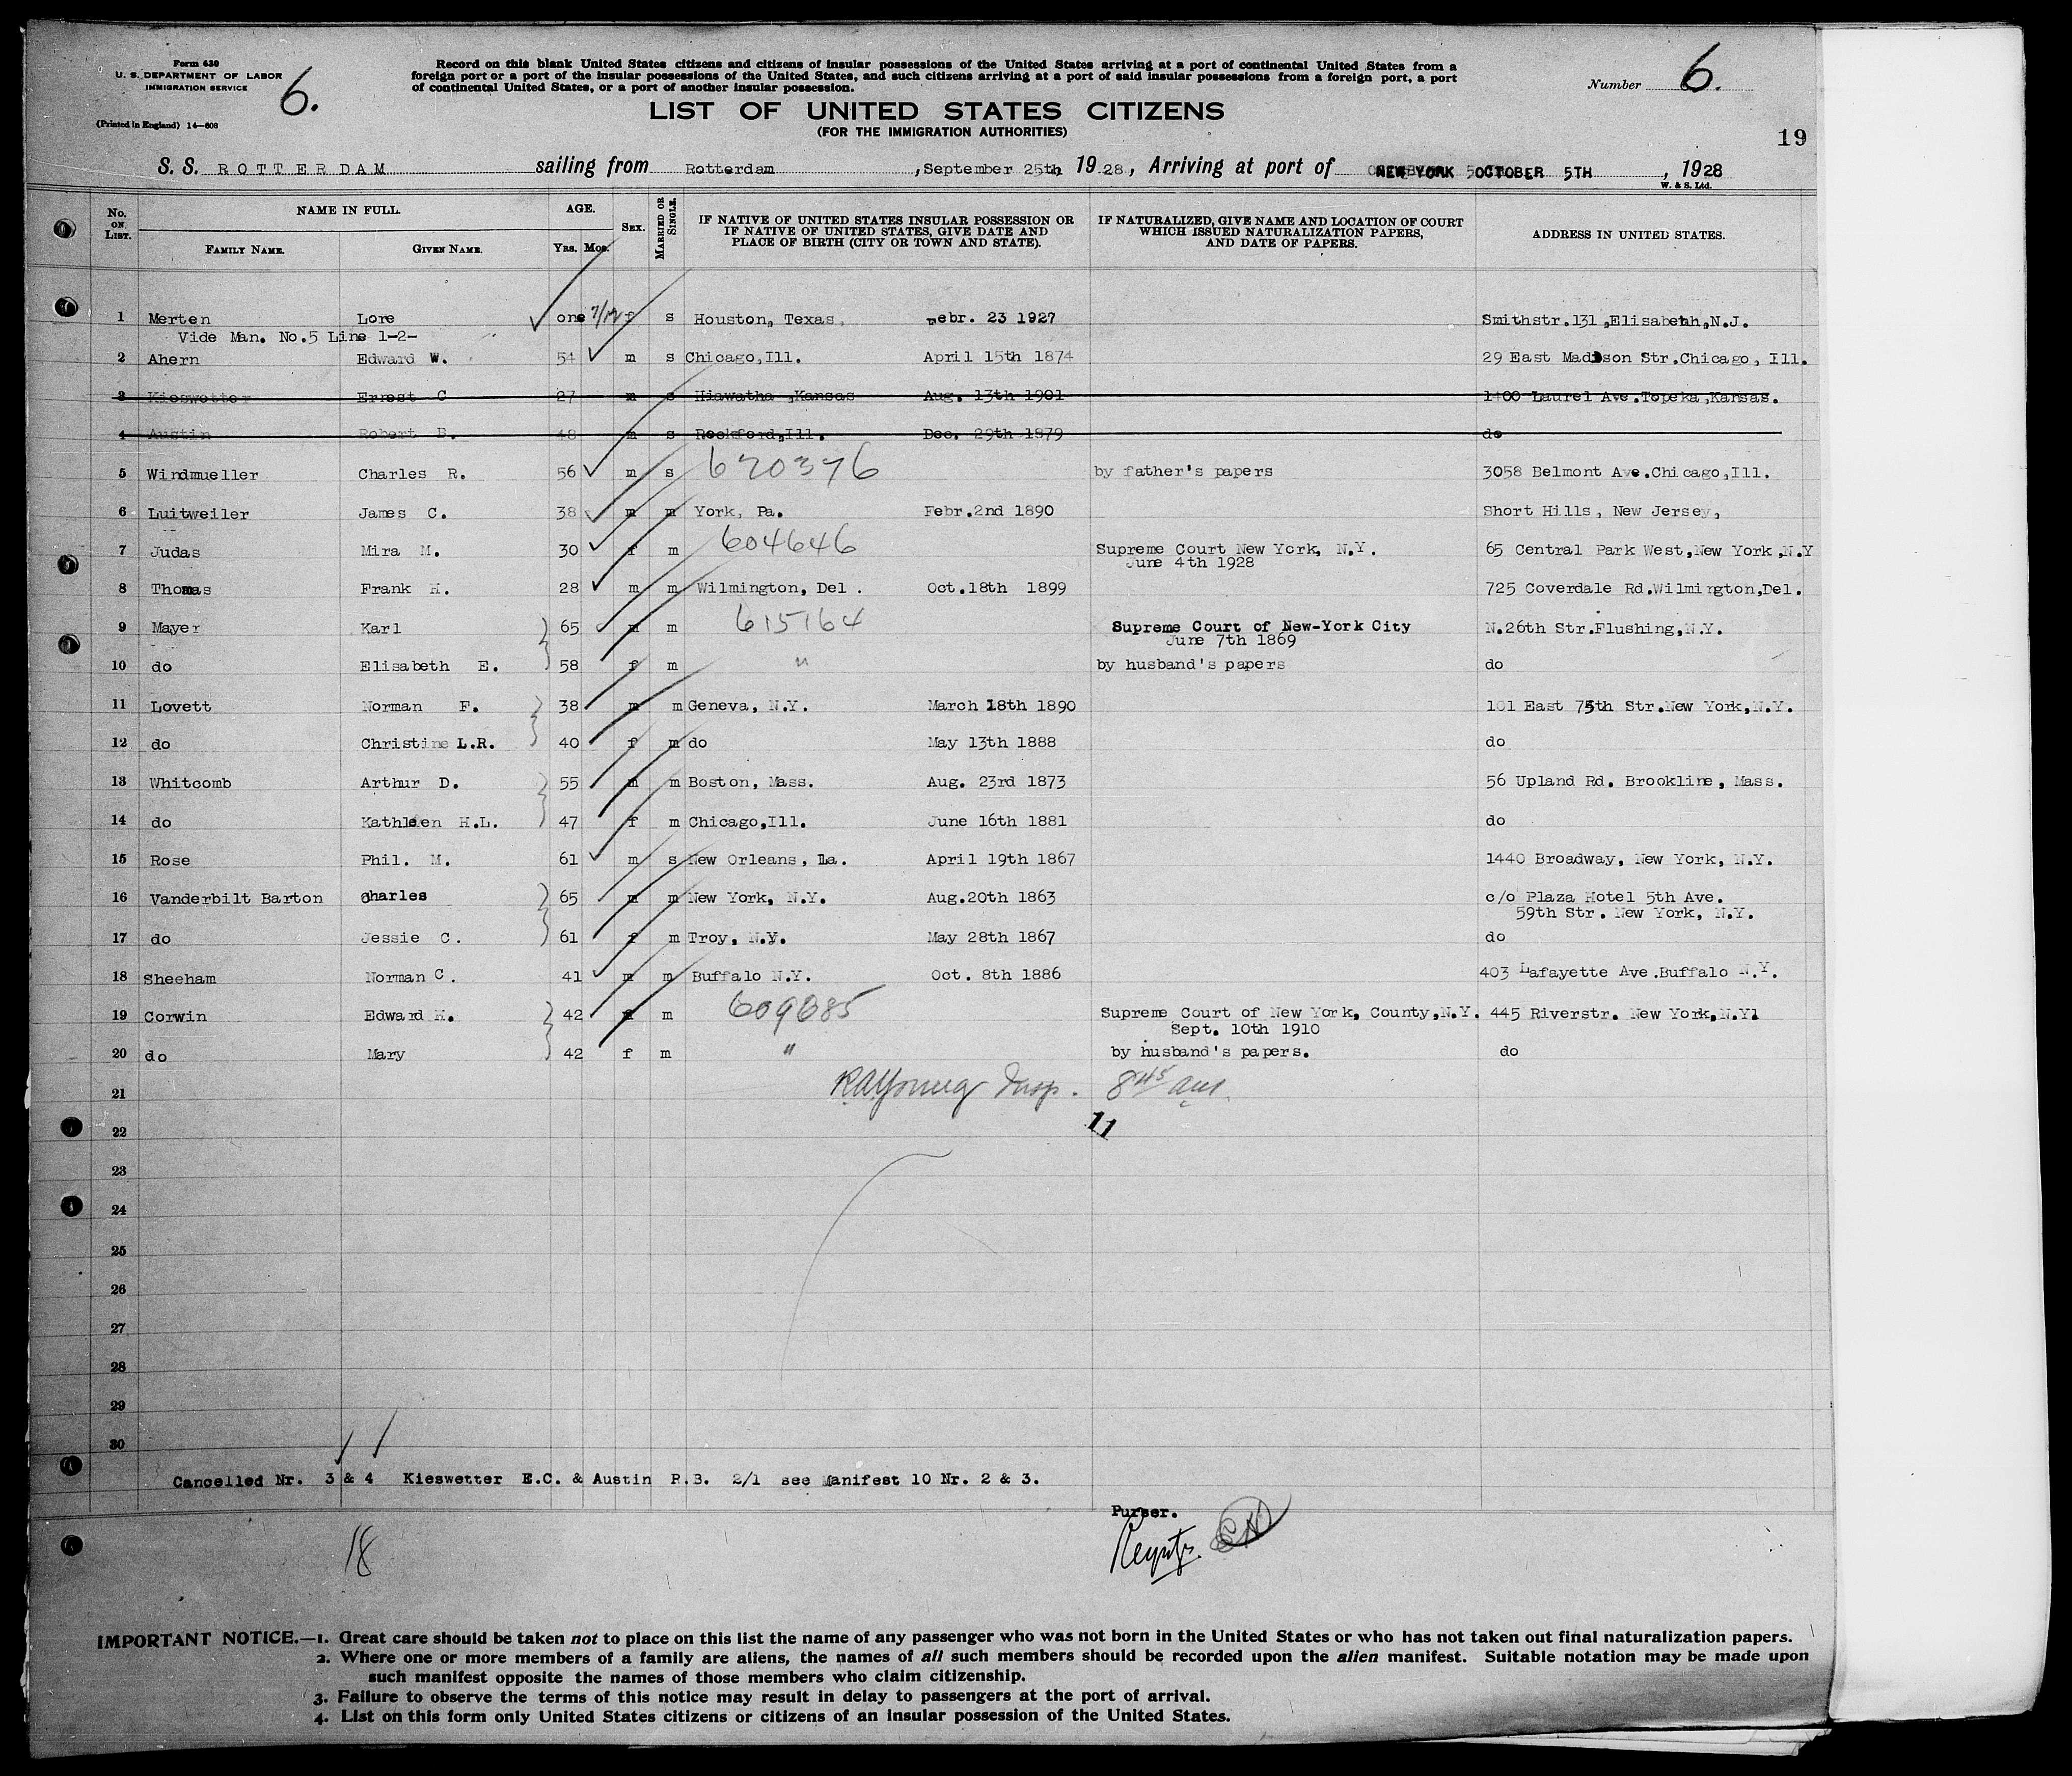 Form 630
U. S. DEPARTMENT OF LABOR
IMMIGRATION SERVICE
6.
(Printed in England) 14—608
Record on this blank United States citizens and citizens of insular possessions of the United States arriving at a port of continental United States from a
foreign port or a port of the insular possessions of the United States, and such citizens arriving at a port of said insular possessions from a foreign port, a port
of continental United States, or a port of another insular possession.
Number 6.
LIST OF UNITED STATES CITIZENS
(FOR THE IMMIGRATION AUTHORITIES)
19
S. S. ROTTERDAM sailing from Rotterdam , September 25th 1928, Arriving at port of NEW YORK OCTOBER 5TH , 1928
W. & S. Ltd.
No. ON LIST. NAME IN FULL. FAMILY NAME. GIVEN NAME. AGE. YRS. MOS. SEX. MARRIED OR SINGLE. IF NATIVE OF UNITED STATES INSULAR POSSESSION OR IF NATIVE OF UNITED STATES, GIVE DATE AND PLACE OF BIRTH (CITY OR TOWN AND STATE). IF NATURALIZED, GIVE NAME AND LOCATION OF COURT WHICH ISSUED NATURALIZATION PAPERS, AND DATE OF PAPERS. ADDRESS IN UNITED STATES.
1 Merten Lore one 7/12 f s Houston, Texas, Febr. 23 1927 Smithstr.131,Elisabethh,N.J.
Vide Man. No.5 Line 1-2-
2 Ahern Edward W. 54 m s Chicago,Ill. April 15th 1874 29 East Madison Str.Chicago, Ill.
3 Kieswetter Ernest C 27 m s Hiawatha ,Kansas Aug. 13th 1901 1400 Laurel Ave.Topeka,Kansas.
4 Austin Robert B. 48 m s Rockford,Ill. Dec. 29th 1879 do
5 Windmueller Charles R. 56 m s 670376 by father's papers 3058 Belmont Ave.Chicago,Ill.
6 Luitweiler James C. 38 m m York, Pa. Febr.2nd 1890 Short Hills, New Jersey,
7 Judas Mira M. 30 f m 604646 Supreme Court New York, N.Y. 65 Central Park West,New York,N.Y
June 4th 1928
8 Thomas Frank H. 28 m m Wilmington, Del . Oct.18th 1899 725 Coverdale Rd.Wilmington,Del.
9 Mayer Karl 65 m m 615164 Supreme Court of New-York City N.26th Str.Flushing,N.Y.
June 7th 1869
10 do Elisabeth E. 58 f m " by husband's papers do
11 Lovett Norman F. 38 m m Geneva, N.Y. March 18th 1890 101 East 75th Str.New York,N.Y.
12 do Christine L.R. 40 f m do May 13th 1888 do
13 Whitcomb Arthur D. 55 m m Boston, Mass. Aug. 23rd 1873 56 Upland Rd. Brookline, Mass.
14 do Kathleen H.L. 47 f m Chicago,Ill. June 16th 1881 do
15 Rose Phil. M. 61 m s New Orleans, La. April 19th 1867 1440 Broadway, New York, N.Y.
16 Vanderbilt Barton Charles 65 m m New York, N.Y. Aug.20th 1863 c/o Plaza Hotel 5th Ave.
59th Str. New York, N.Y.
17 do Jessie C. 61 f m Troy, N.Y. May 28th 1867 do
18 Sheeham Norman C. 41 m m Buffalo N.Y. Oct. 8th 1886 403 Lafayette Ave.Buffalo N.Y.
19 Corwin Edward H. 42 m 609685 Supreme Court of New York, County,N.Y. 445 Riverstr. New York,N.Y1
Sept. 10th 1910
20 do Mary 42 f m " by husband's papers. do
21 RAYoung Insp. 8 45 am.
22 11
23
24
25
26
27
28
29
30
Cancelled Nr. 3 & 4 Kieswetter E.C. & Austin R.B. 2/1 see Manifest 10 Nr. 2 & 3.
Purser.
18
IMPORTANT NOTICE.—1. Great care should be taken not to place on this list the name of any passenger who was not born in the United States or who has not taken out final naturalization papers.
2. Where one or more members of a family are aliens, the names of all such members should be recorded upon the alien manifest. Suitable notation may be made upon
such manifest opposite the names of those members who claim citizenship.
3. Failure to observe the terms of this notice may result in delay to passengers at the port of arrival.
4. List on this form only United States citizens or citizens of an insular possession of the United States.